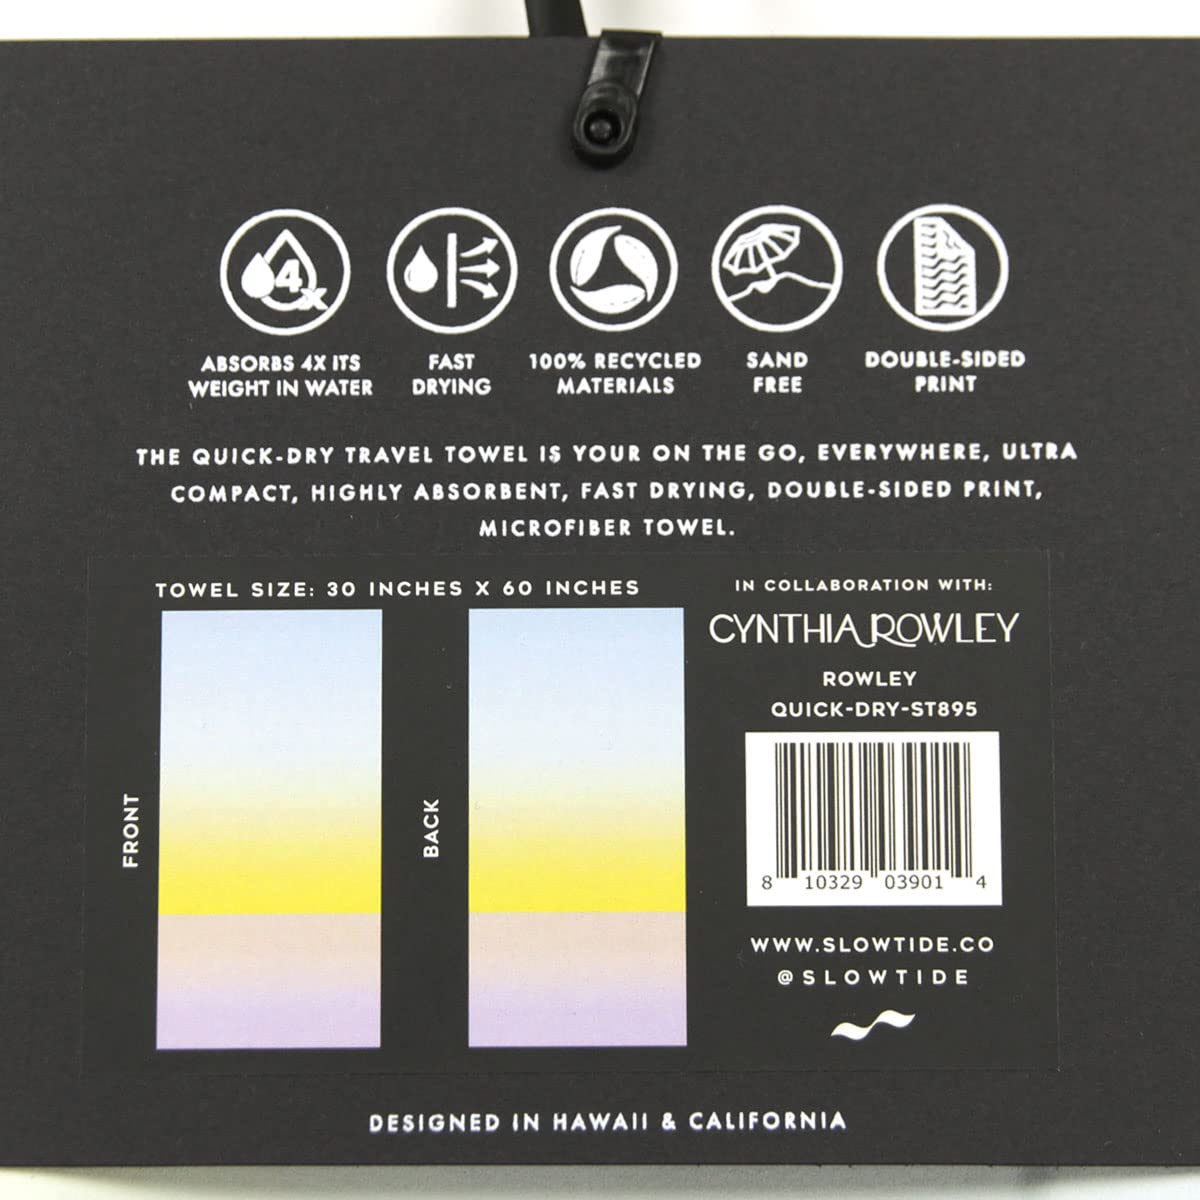 4x
ABSORBS 4X ITS
WEIGHT IN WATER
FAST
DRYING
100% RECYCLED
MATERIALS
SAND
FREE
DOUBLE-SIDED
PRINT
THE QUICK-DRY TRAVEL TOWEL IS YOUR ON THE GO, EVERYWHERE, ULTRA
COMPACT, HIGHLY ABSORBENT, FAST DRYING, DOUBLE-SIDED PRINT,
MICROFIBER TOWEL.
TOWEL SIZE: 30 INCHES X 60 INCHES
FRONT
BACK
IN COLLABORATION WITH:
CYNTHIA ROWLEY
ROWLEY
QUICK-DRY-ST895
8 10329 03901 4
WWW.SLOWTIDE.CO
@SLOWTIDE
DESIGNED IN HAWAII & CALIFORNIA